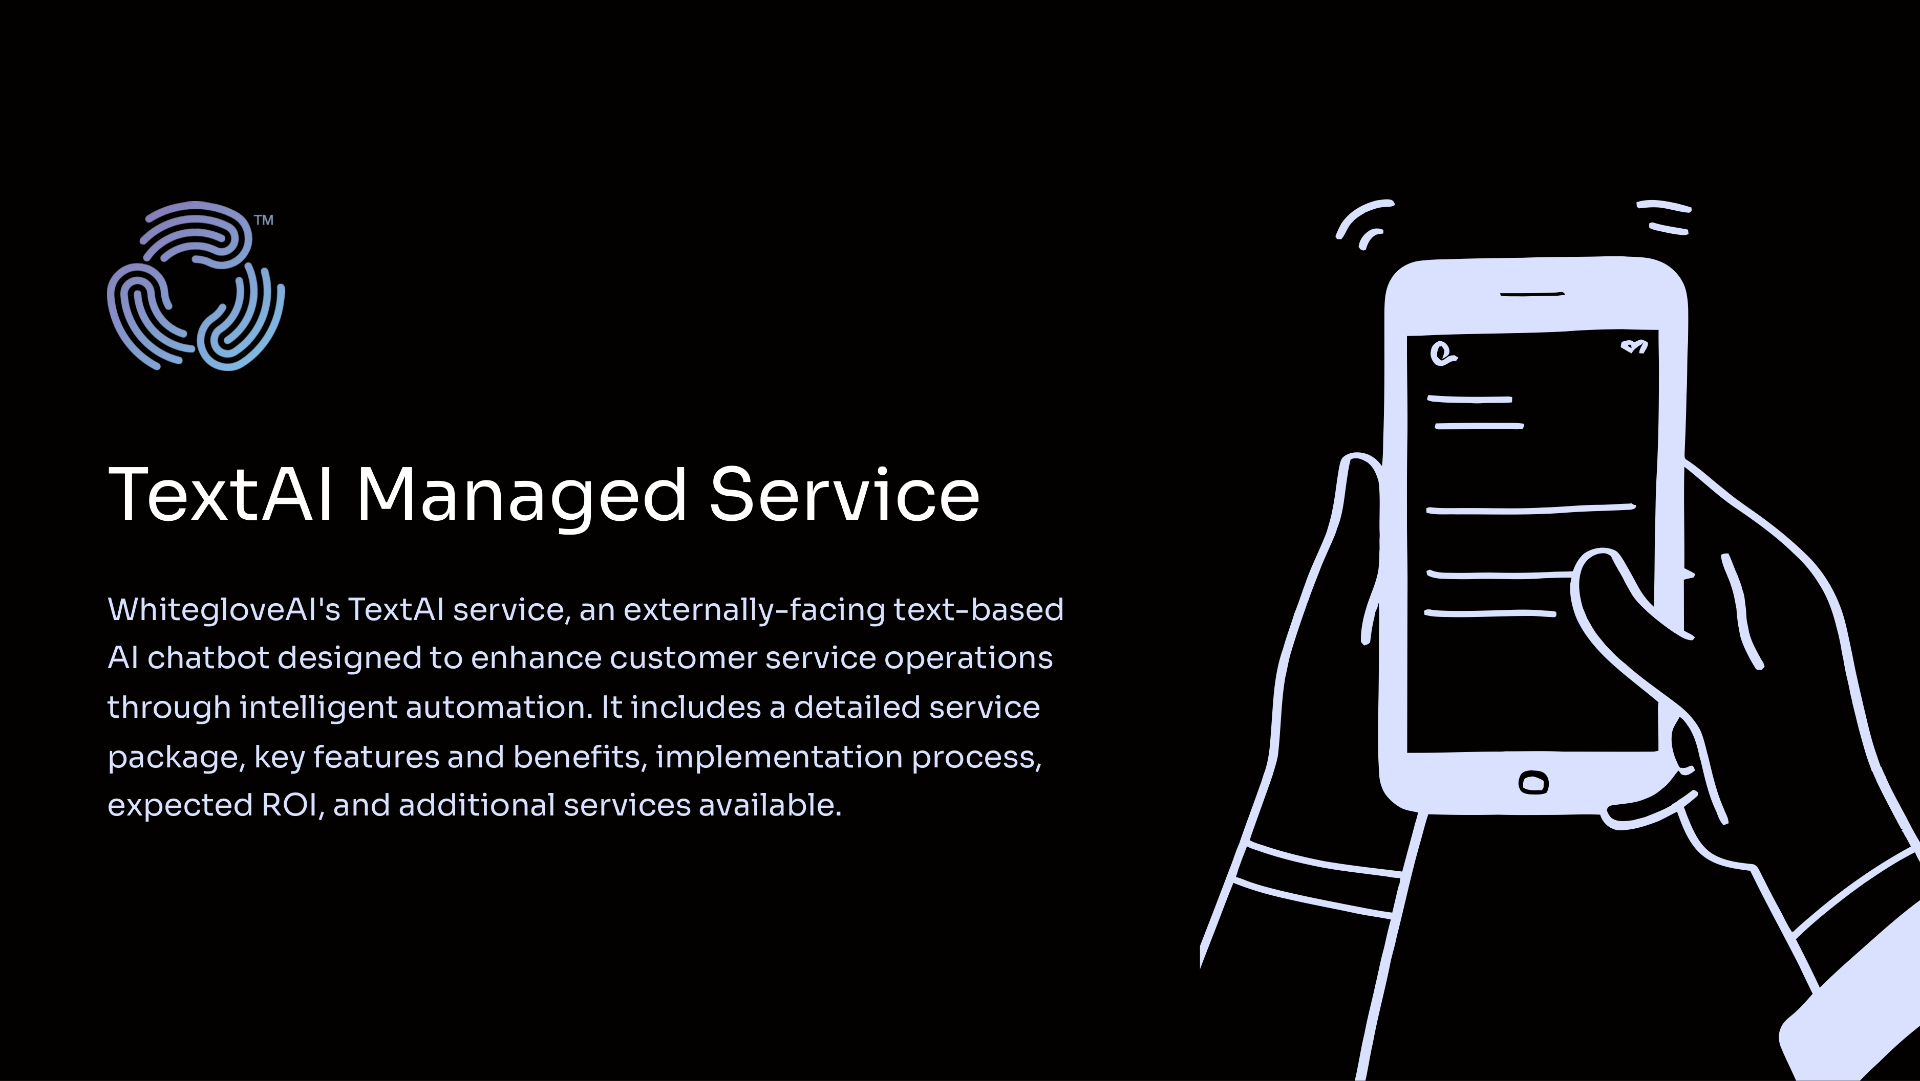 TM
TextAI Managed Service
WhitegloveAI's TextAI service, an externally-facing text-based
AI chatbot designed to enhance customer service operations
through intelligent automation. It includes a detailed service
package, key features and benefits, implementation process,
expected ROI, and additional services available.